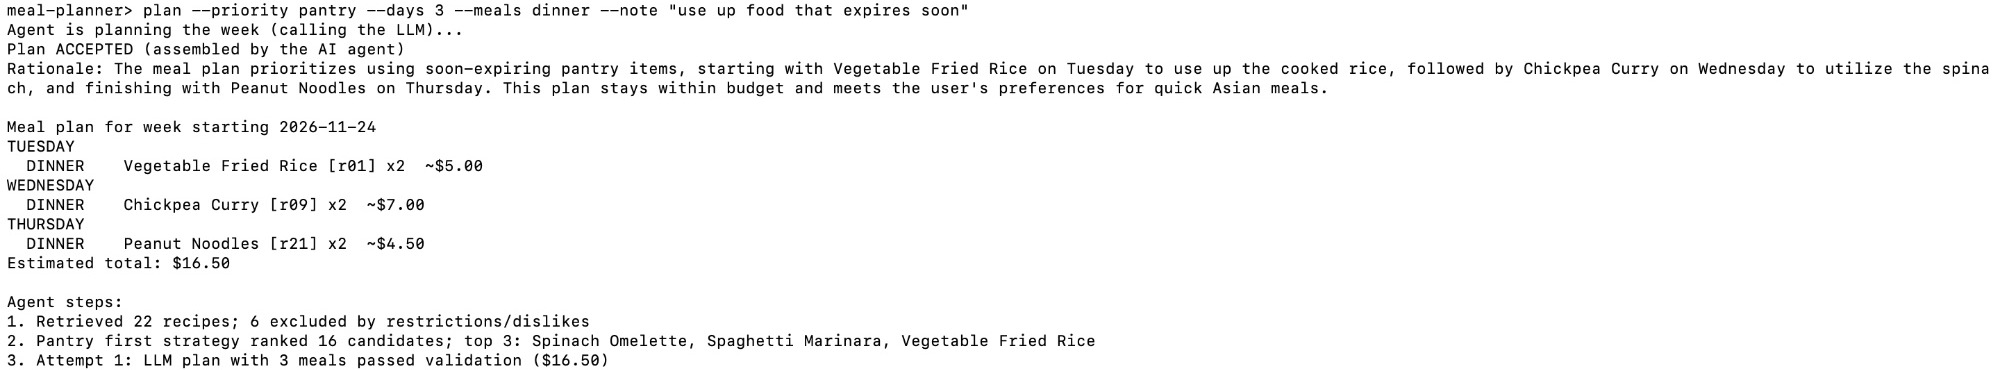 meal-planner> plan --priority pantry --days 3 --meals dinner --note "use up food that expires soon"
Agent is planning the week (calling the LLM)...
Plan ACCEPTED (assembled by the AI agent)
Rationale: The meal plan prioritizes using soon-expiring pantry items, starting with Vegetable Fried Rice on Tuesday to use up the cooked rice, followed by Chickpea Curry on Wednesday to utilize the spina
ch, and finishing with Peanut Noodles on Thursday. This plan stays within budget and meets the user's preferences for quick Asian meals.

Meal plan for week starting 2026-11-24
TUESDAY
  DINNER    Vegetable Fried Rice [r01] x2  ~$5.00
WEDNESDAY
  DINNER    Chickpea Curry [r09] x2  ~$7.00
THURSDAY
  DINNER    Peanut Noodles [r21] x2  ~$4.50
Estimated total: $16.50

Agent steps:
1. Retrieved 22 recipes; 6 excluded by restrictions/dislikes
2. Pantry first strategy ranked 16 candidates; top 3: Spinach Omelette, Spaghetti Marinara, Vegetable Fried Rice
3. Attempt 1: LLM plan with 3 meals passed validation ($16.50)